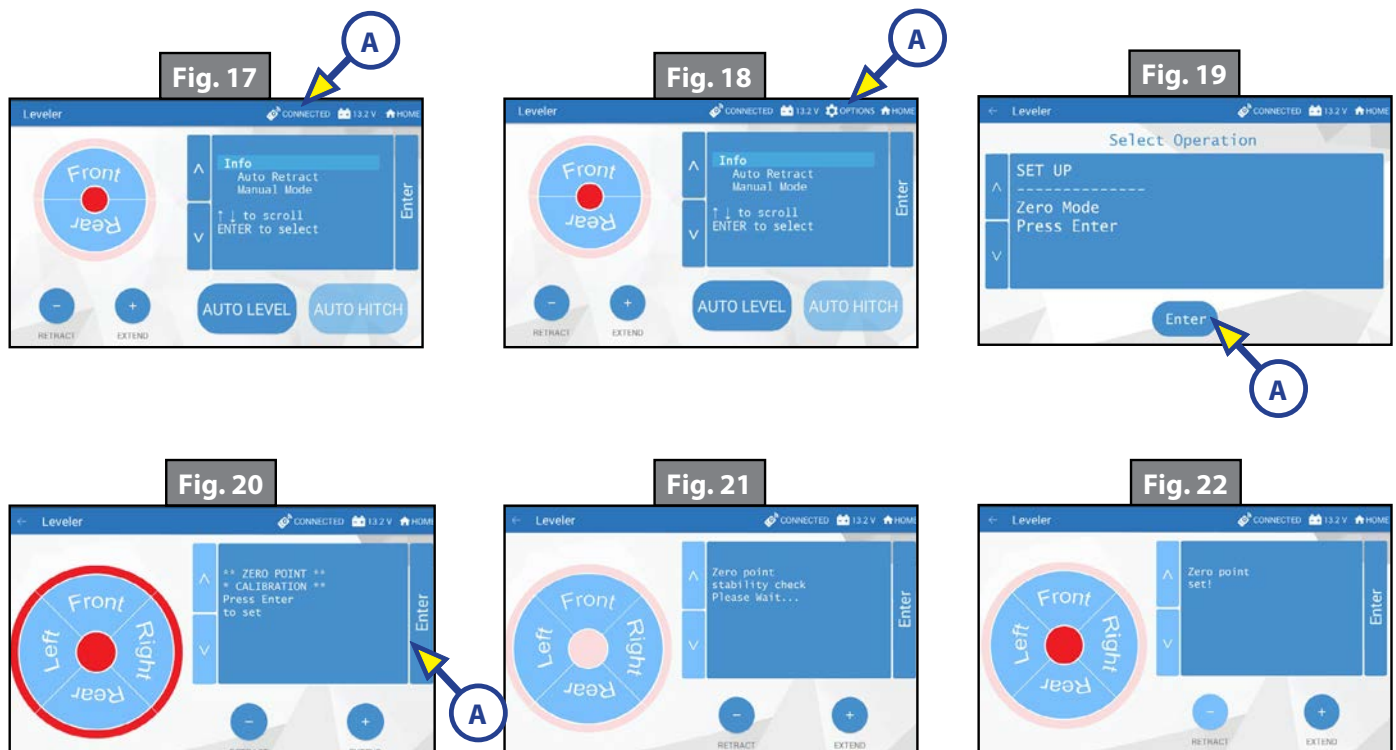 A
A
Fig. 17
Fig. 18
Fig. 19
Leveler CONNECTED 13.2 V HOME
Front
Rear
Info
Auto Retract
Manual Mode
↑ ↓ to scroll
ENTER to select
Enter
- +
RETRACT EXTEND
AUTO LEVEL AUTO HITCH
Leveler CONNECTED 13.2 V OPTIONS HOME
Front
Rear
Info
Auto Retract
Manual Mode
↑ ↓ to scroll
ENTER to select
Enter
- +
RETRACT EXTEND
AUTO LEVEL AUTO HITCH
← Leveler CONNECTED 13.2 V HOME
Select Operation
SET UP
--------------
Zero Mode
Press Enter
Enter
A
Fig. 20
Fig. 21
Fig. 22
← Leveler CONNECTED 13.2 V HOME
Front
Left
Right
Rear
** ZERO POINT **
* CALIBRATION **
Press Enter
to set
Enter
- +
A
← Leveler CONNECTED 13.2 V HOME
Front
Left
Right
Rear
Zero point
stability check
Please Wait...
Enter
- +
RETRACT EXTEND
← Leveler CONNECTED 13.2 V HOME
Front
Left
Right
Rear
Zero point
set!
Enter
- +
RETRACT EXTEND